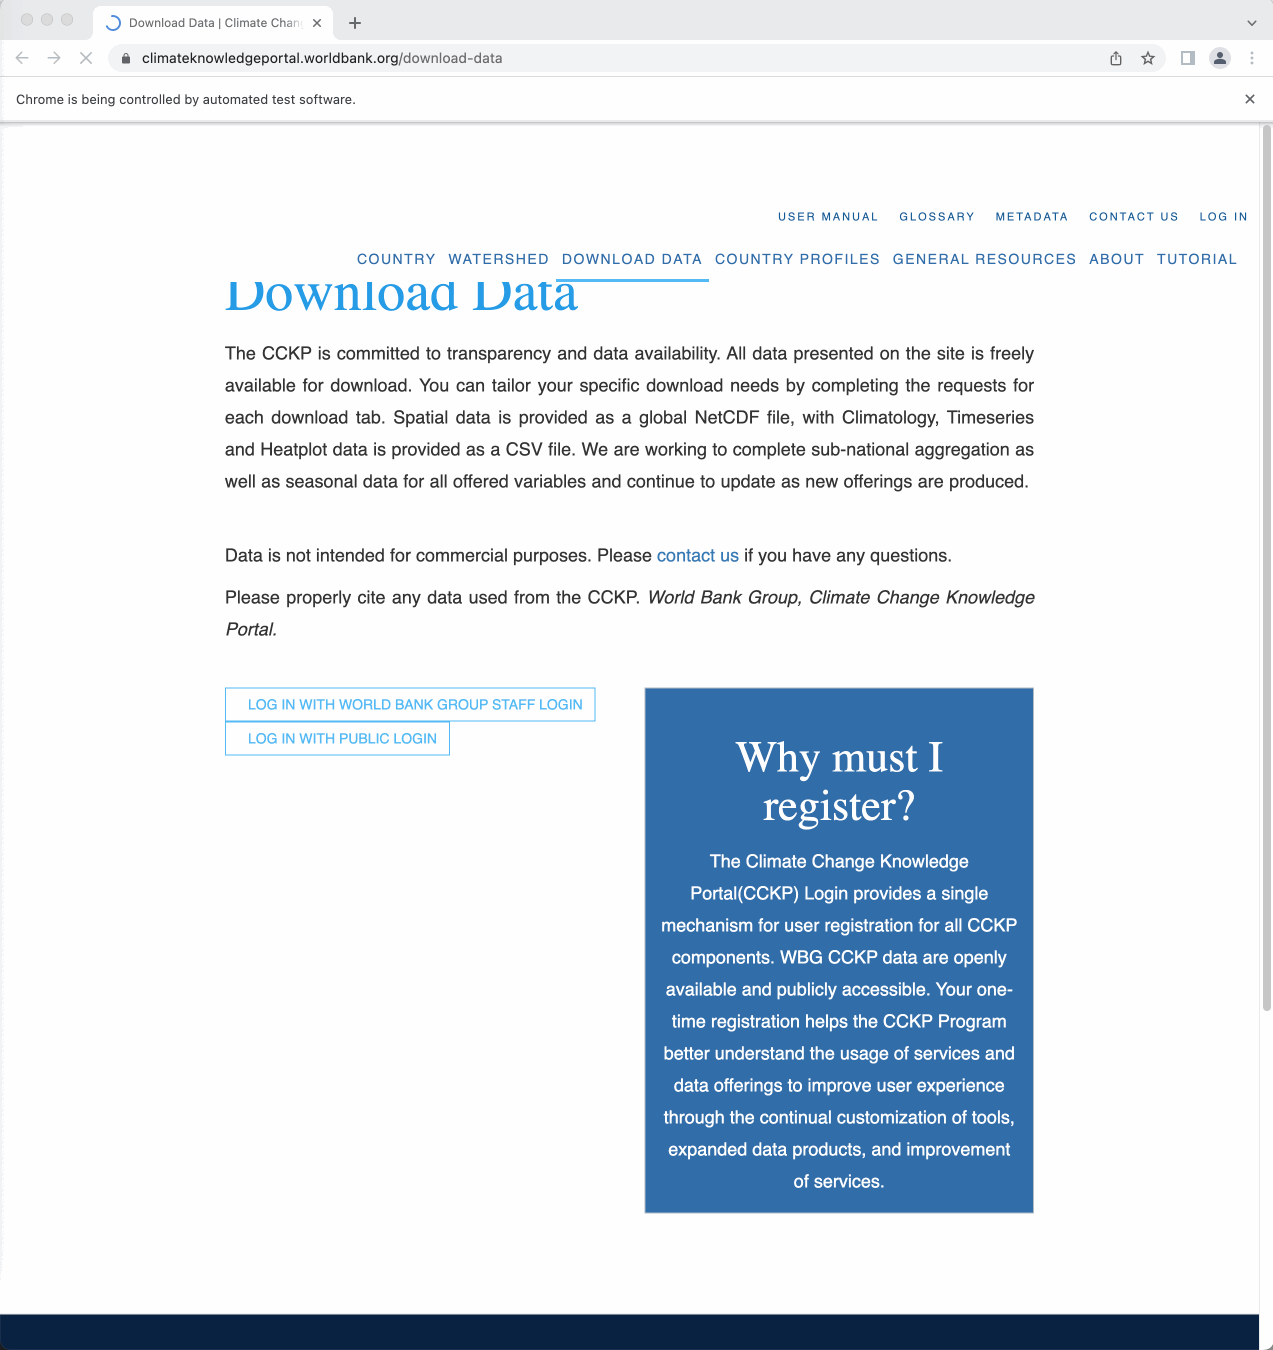 Download Data | Climate Chan
climateknowledgeportal.worldbank.org/download-data
Chrome is being controlled by automated test software.
USER MANUAL GLOSSARY METADATA CONTACT US LOG IN
COUNTRY WATERSHED DOWNLOAD DATA COUNTRY PROFILES GENERAL RESOURCES ABOUT TUTORIAL
Download Data
The CCKP is committed to transparency and data availability. All data presented on the site is freely
available for download. You can tailor your specific download needs by completing the requests for
each download tab. Spatial data is provided as a global NetCDF file, with Climatology, Timeseries
and Heatplot data is provided as a CSV file. We are working to complete sub-national aggregation as
well as seasonal data for all offered variables and continue to update as new offerings are produced.
Data is not intended for commercial purposes. Please contact us if you have any questions.
Please properly cite any data used from the CCKP. World Bank Group, Climate Change Knowledge
Portal.
LOG IN WITH WORLD BANK GROUP STAFF LOGIN
LOG IN WITH PUBLIC LOGIN
Why must I
register?
The Climate Change Knowledge
Portal(CCKP) Login provides a single
mechanism for user registration for all CCKP
components. WBG CCKP data are openly
available and publicly accessible. Your one-
time registration helps the CCKP Program
better understand the usage of services and
data offerings to improve user experience
through the continual customization of tools,
expanded data products, and improvement
of services.